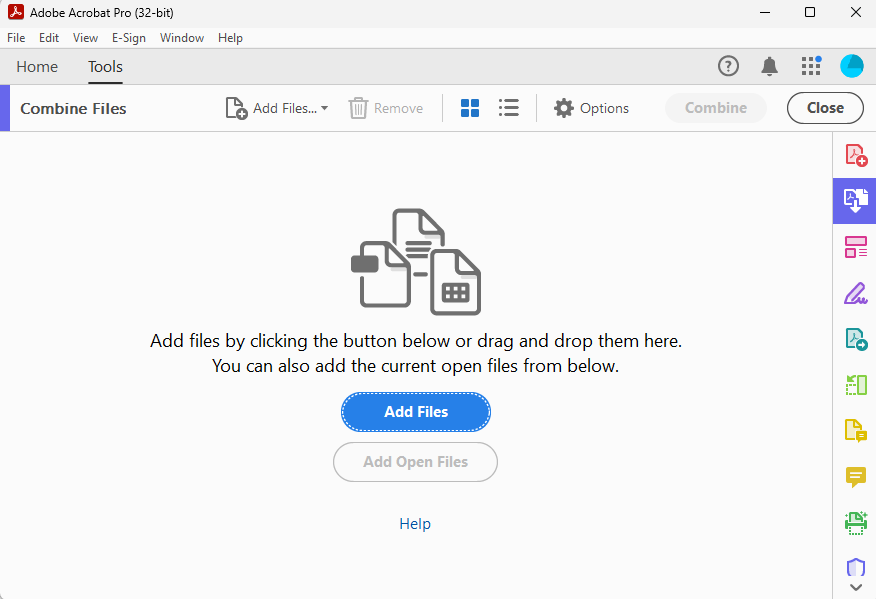 Adobe Acrobat Pro (32-bit)
File Edit View E-Sign Window Help
Home Tools
Combine Files Add Files... Remove Options Combine Close
Add files by clicking the button below or drag and drop them here.
You can also add the current open files from below.
Add Files
Add Open Files
Help